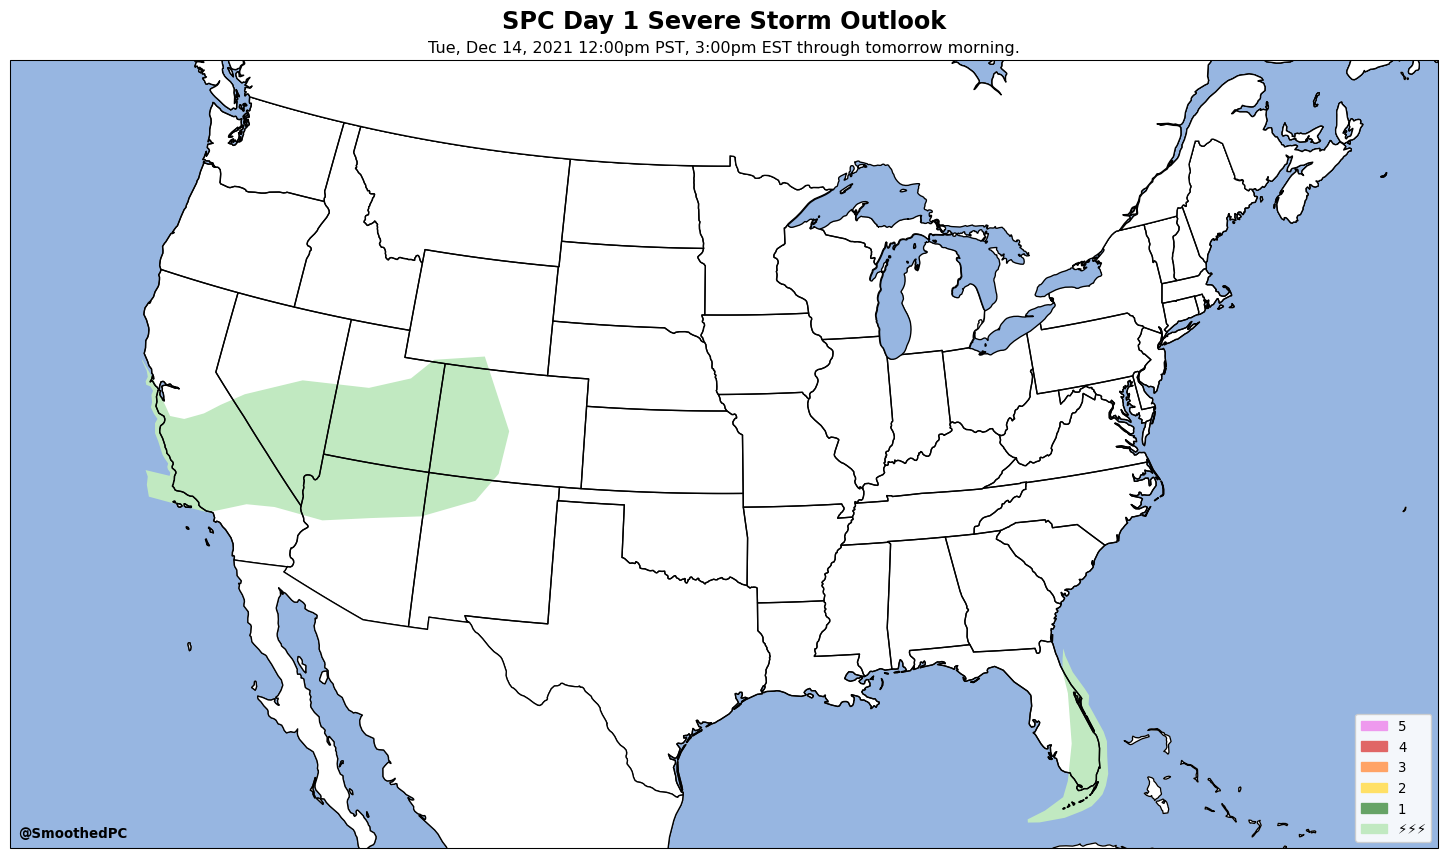 SPC Day 1 Severe Storm Outlook
Tue, Dec 14, 2021 12:00pm PST, 3:00pm EST through tomorrow morning.
5
4
3
2
1
⚡⚡⚡
@SmoothedPC